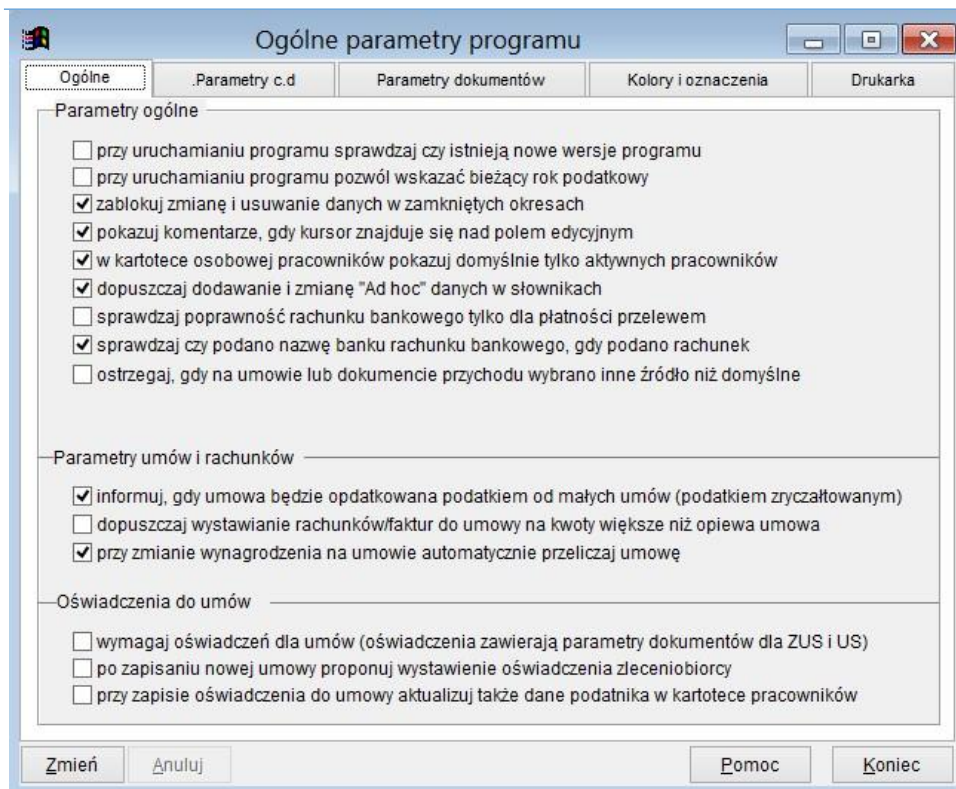 Ogólne parametry programu
Ogólne .Parametry c.d Parametry dokumentów Kolory i oznaczenia Drukarka
Parametry ogólne
przy uruchamianiu programu sprawdzaj czy istnieją nowe wersje programu
przy uruchamianiu programu pozwól wskazać bieżący rok podatkowy
zablokuj zmianę i usuwanie danych w zamkniętych okresach
pokazuj komentarze, gdy kursor znajduje się nad polem edycyjnym
w kartotece osobowej pracowników pokazuj domyślnie tylko aktywnych pracowników
dopuszczaj dodawanie i zmianę "Ad hoc" danych w słownikach
sprawdzaj poprawność rachunku bankowego tylko dla płatności przelewem
sprawdzaj czy podano nazwę banku rachunku bankowego, gdy podano rachunek
ostrzegaj, gdy na umowie lub dokumencie przychodu wybrano inne źródło niż domyślne
Parametry umów i rachunków
informuj, gdy umowa będzie opdatkowana podatkiem od małych umów (podatkiem zryczałtowanym)
dopuszczaj wystawianie rachunków/faktur do umowy na kwoty większe niż opiewa umowa
przy zmianie wynagrodzenia na umowie automatycznie przeliczaj umowę
Oświadczenia do umów
wymagaj oświadczeń dla umów (oświadczenia zawierają parametry dokumentów dla ZUS i US)
po zapisaniu nowej umowy proponuj wystawienie oświadczenia zleceniobiorcy
przy zapisie oświadczenia do umowy aktualizuj także dane podatnika w kartotece pracowników
Zmień Anuluj Pomoc Koniec